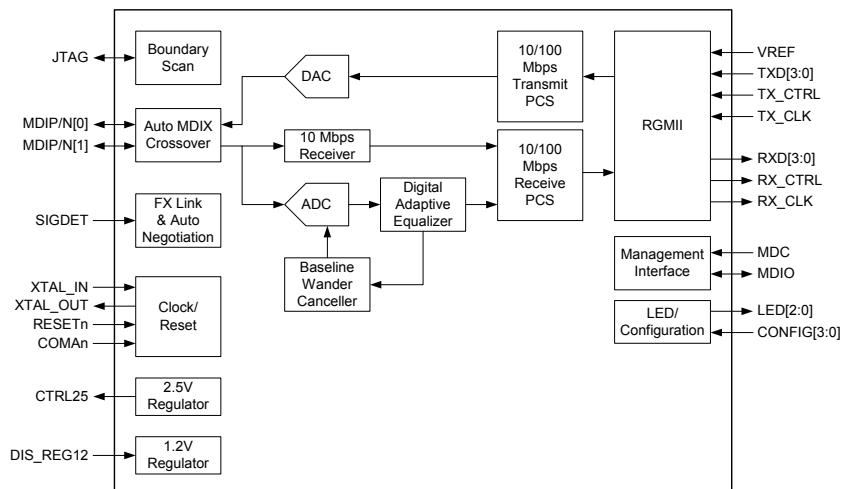 JTAG
Boundary
Scan
DAC
10/100
Mbps
Transmit
PCS
RGMII
VREF
TXD[3:0]
TX_CTRL
TX_CLK
RXD[3:0]
RX_CTRL
RX_CLK
MDIP/N[0]
MDIP/N[1]
Auto MDIX
Crossover
10 Mbps
Receiver
10/100
Mbps
Receive
PCS
ADC
Digital
Adaptive
Equalizer
SIGDET
FX Link
& Auto
Negotiation
Baseline
Wander
Canceller
Management
Interface
MDC
MDIO
XTAL_IN
XTAL_OUT
RESETn
COMAn
Clock/
Reset
LED/
Configuration
LED[2:0]
CONFIG[3:0]
CTRL25
2.5V
Regulator
DIS_REG12
1.2V
Regulator